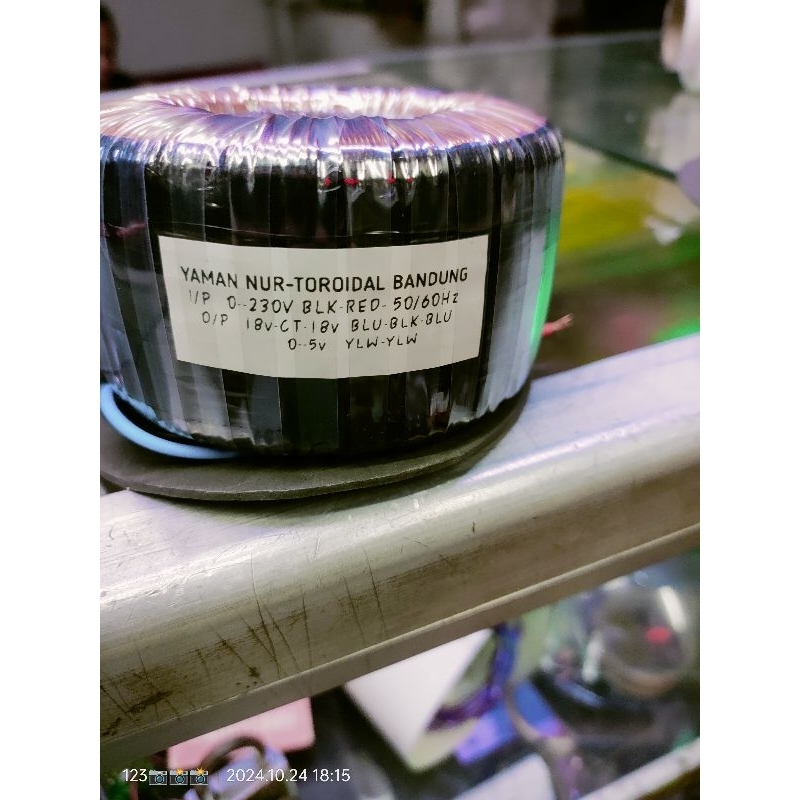 YAMAN NUR-TOROIDAL BANDUNG
I/P 0--230V BLK-RED- 50/60Hz
O/P 18v-CT-18v BLU-BLK-BLU
0--5v YLW-YLW
123📷📸📸 2024.10.24 18:15